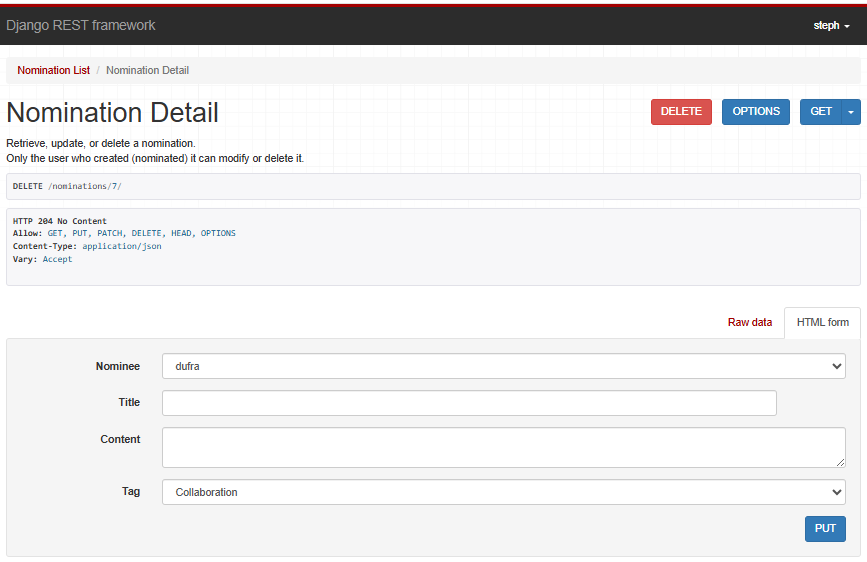 Django REST framework
steph
Nomination List / Nomination Detail
Nomination Detail
DELETE
OPTIONS
GET
Retrieve, update, or delete a nomination.
Only the user who created (nominated) it can modify or delete it.
DELETE /nominations/7/
HTTP 204 No Content
Allow: GET, PUT, PATCH, DELETE, HEAD, OPTIONS
Content-Type: application/json
Vary: Accept
Raw data
HTML form
Nominee
dufra
Title
Content
Tag
Collaboration
PUT